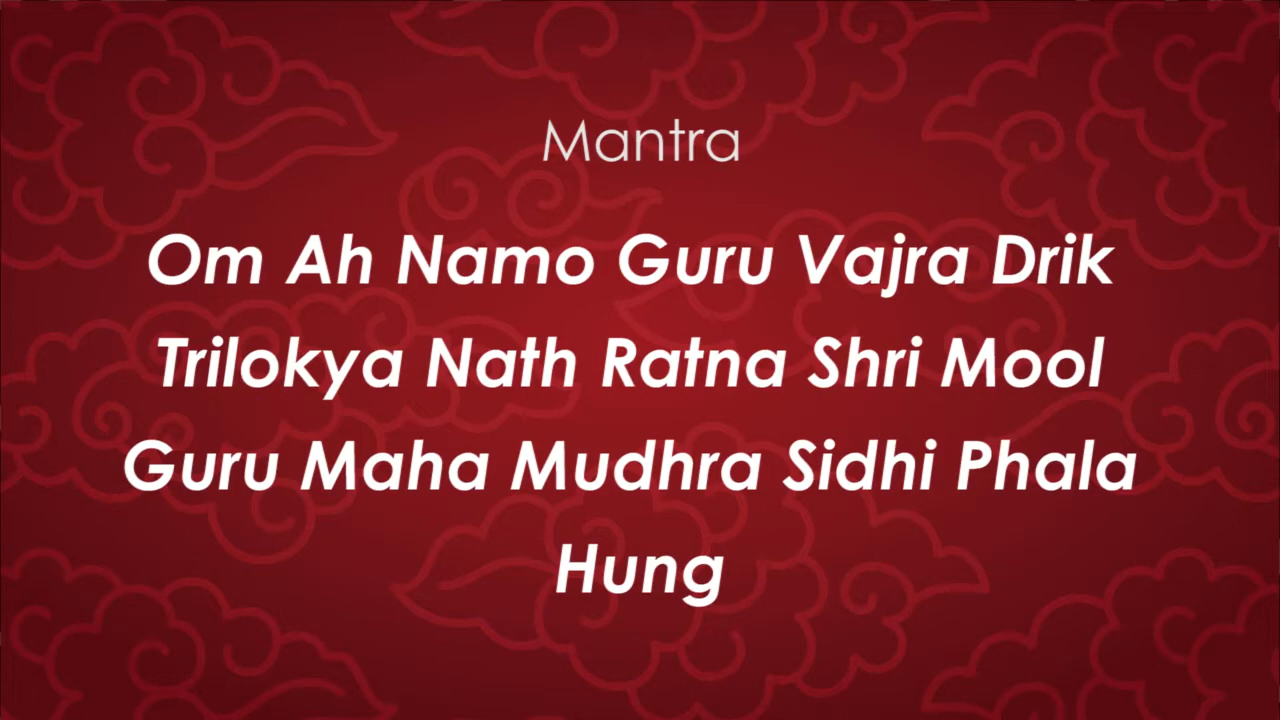 Mantra
Om Ah Namo Guru Vajra Drik
Trilokya Nath Ratna Shri Mool
Guru Maha Mudhra Sidhi Phala
Hung